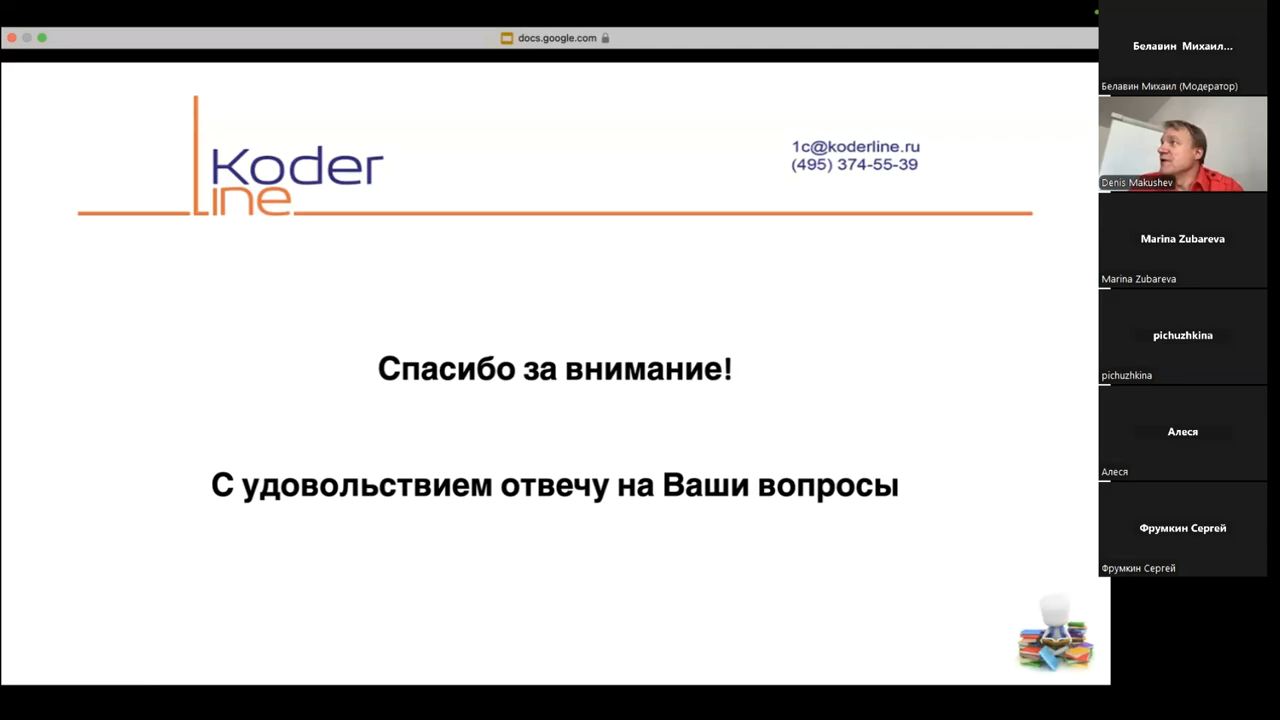 docs.google.com
Koder
Line
1c@koderline.ru
(495) 374-55-39
Спасибо за внимание!
С удовольствием отвечу на Ваши вопросы
Белавин Михаил...
Белавин Михаил (Модератор)
Denis Makushev
Marina Zubareva
Marina Zubareva
pichuzhkina
pichuzhkina
Алеся
Алеся
Фрумкин Сергей
Фрумкин Сергей